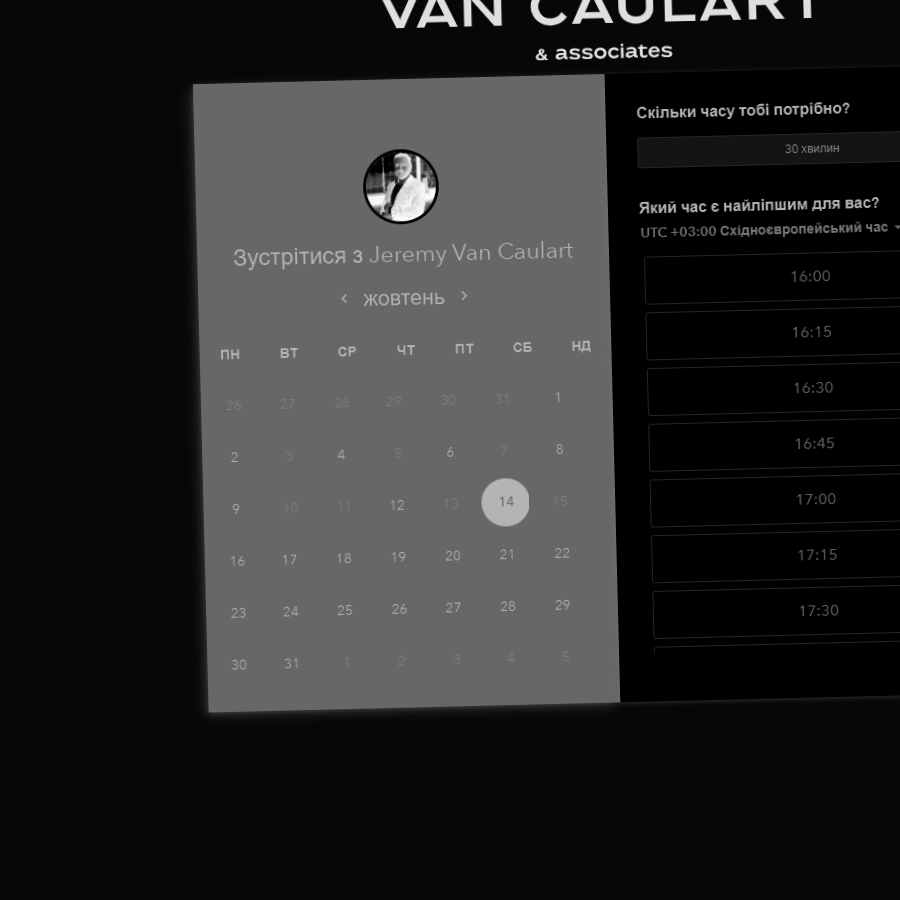 VAN CAULART
& associates
Зустрітися з Jeremy Van Caulart
жовтень
ПН ВТ СР ЧТ ПТ СБ НД
26 27 28 29 30 31 1
2 3 4 5 6 7 8
9 10 11 12 13 14 15
16 17 18 19 20 21 22
23 24 25 26 27 28 29
30 31 1 2 3 4 5
Скільки часу тобі потрібно?
30 хвилин
Який час є найліпшим для вас?
UTC +03:00 Східноєвропейський час
16:00
16:15
16:30
16:45
17:00
17:15
17:30